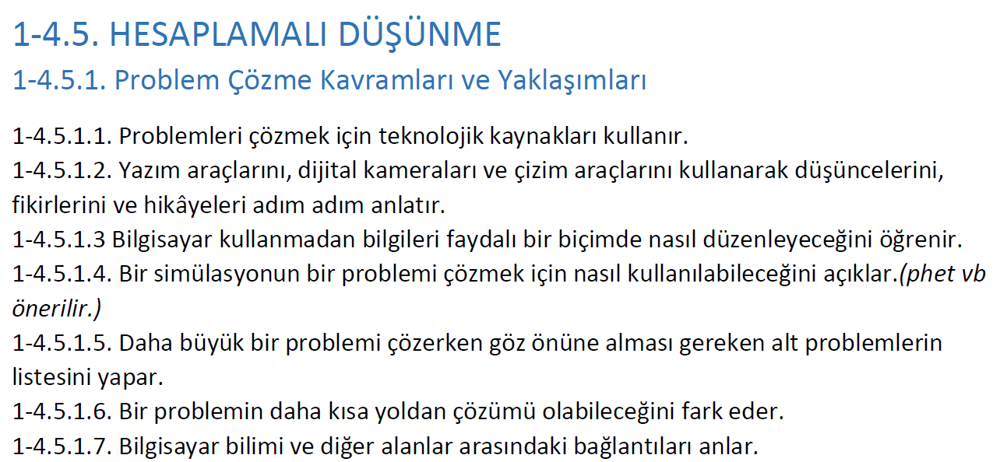 1-4.5. HESAPLAMALI DÜŞÜNME
1-4.5.1. Problem Çözme Kavramları ve Yaklaşımları
1-4.5.1.1. Problemleri çözmek için teknolojik kaynakları kullanır.
1-4.5.1.2. Yazım araçlarını, dijital kameraları ve çizim araçlarını kullanarak düşüncelerini,
fikirlerini ve hikâyeleri adım adım anlatır.
1-4.5.1.3 Bilgisayar kullanmadan bilgileri faydalı bir biçimde nasıl düzenleyeceğini öğrenir.
1-4.5.1.4. Bir simülasyonun bir problemi çözmek için nasıl kullanılabileceğini açıklar.(phet vb
önerilir.)
1-4.5.1.5. Daha büyük bir problemi çözerken göz önüne alması gereken alt problemlerin
listesini yapar.
1-4.5.1.6. Bir problemin daha kısa yoldan çözümü olabileceğini fark eder.
1-4.5.1.7. Bilgisayar bilimi ve diğer alanlar arasındaki bağlantıları anlar.